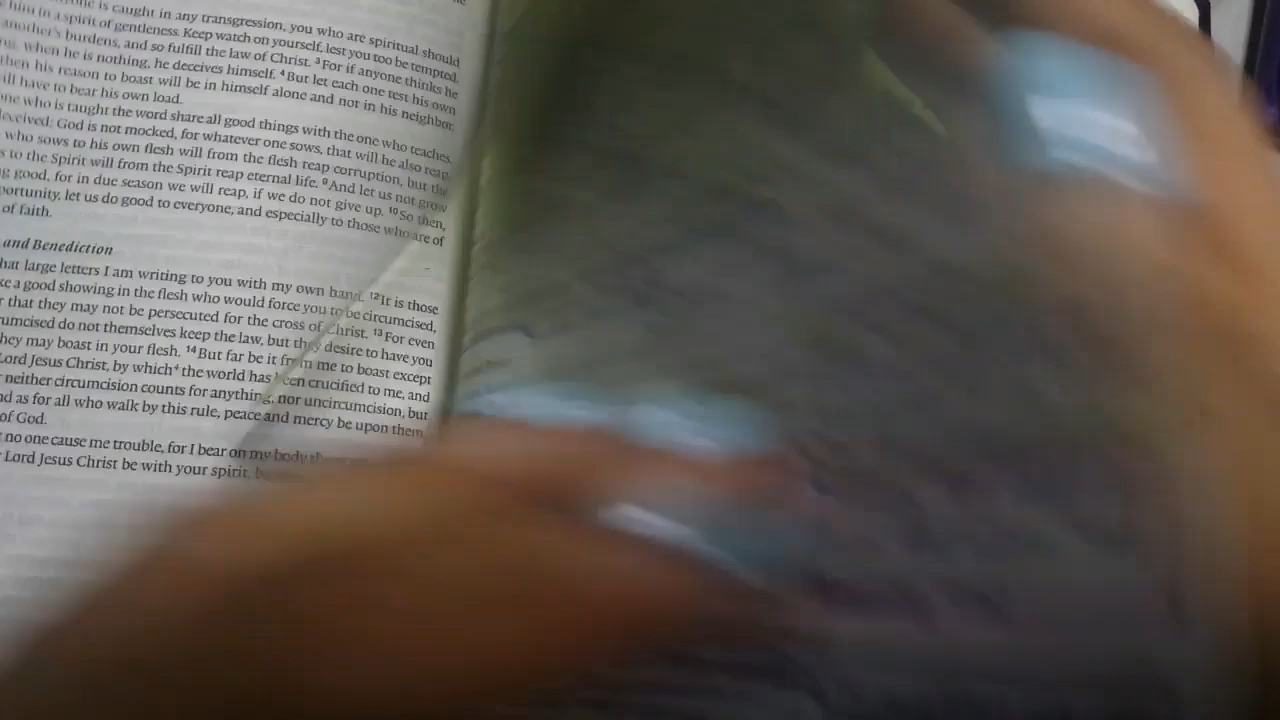 is caught in any transgression, you who are spiritual should
him in a spirit of gentleness. Keep watch on yourself, lest you too be tempted.
another's burdens, and so fulfill the law of Christ. ³For if anyone thinks he
when he is nothing, he deceives himself. ⁴But let each one test his own
then his reason to boast will be in himself alone and not in his neighbor.
ill have to bear his own load.
one who is taught the word share all good things with the one who teaches.
deceived: God is not mocked, for whatever one sows, that will he also reap.
who sows to his own flesh will from the flesh reap corruption, but the
s to the Spirit will from the Spirit reap eternal life. ⁹And let us not grow
g good, for in due season we will reap, if we do not give up. ¹⁰So then,
portunity, let us do good to everyone, and especially to those who are of
of faith.
and Benediction
hat large letters I am writing to you with my own hand. ¹²It is those
ke a good showing in the flesh who would force you to be circumcised,
r that they may not be persecuted for the cross of Christ. ¹³For even
umcised do not themselves keep the law, but they desire to have you
hey may boast in your flesh. ¹⁴But far be it from me to boast except
Lord Jesus Christ, by which⁴ the world has been crucified to me, and
neither circumcision counts for anything, nor uncircumcision, but
nd as for all who walk by this rule, peace and mercy be upon them,
of God.
no one cause me trouble, for I bear on my body
Lord Jesus Christ be with your spirit,